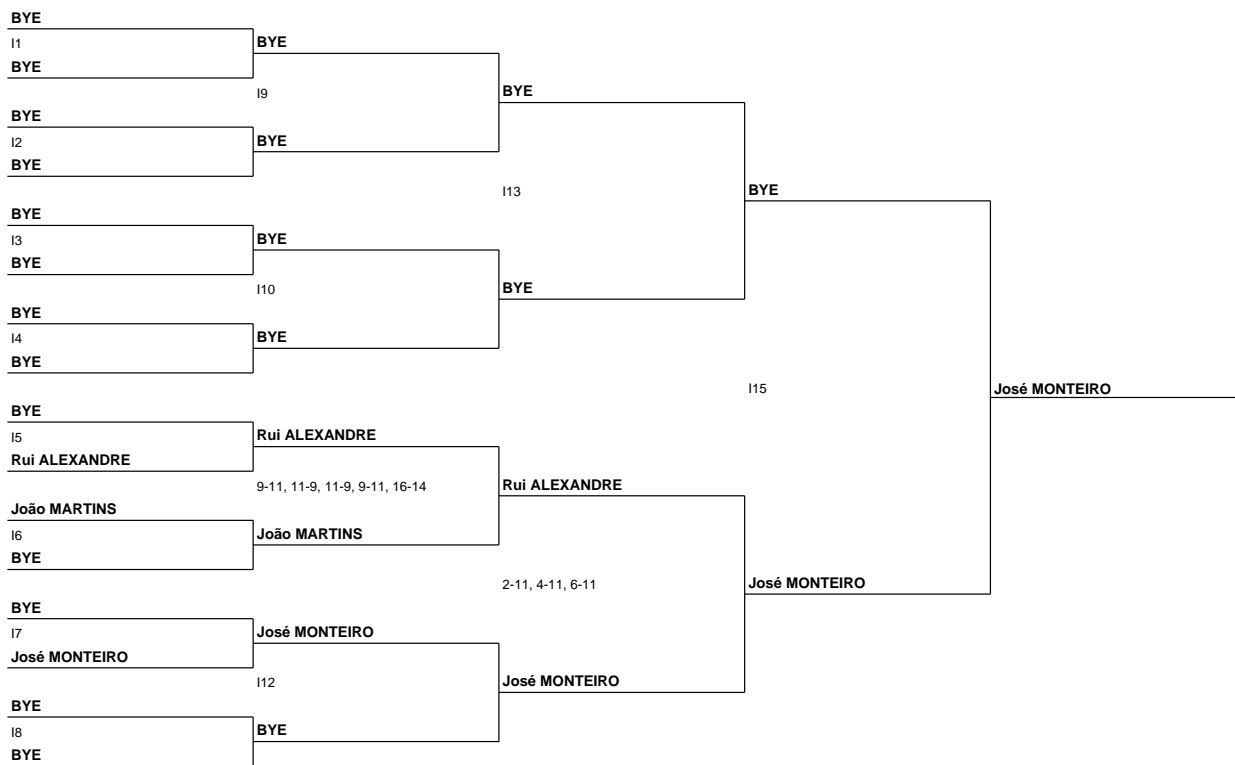 BYE
I1
BYE
BYE
I9
BYE
I2
BYE
BYE
BYE
I13
BYE
I3
BYE
BYE
I10
BYE
I4
BYE
BYE
BYE
BYE
I15
José MONTEIRO
BYE
I5
Rui ALEXANDRE
Rui ALEXANDRE
9-11, 11-9, 11-9, 9-11, 16-14
João MARTINS
I6
BYE
João MARTINS
Rui ALEXANDRE
2-11, 4-11, 6-11
José MONTEIRO
BYE
I7
José MONTEIRO
José MONTEIRO
I12
BYE
I8
BYE
BYE
José MONTEIRO